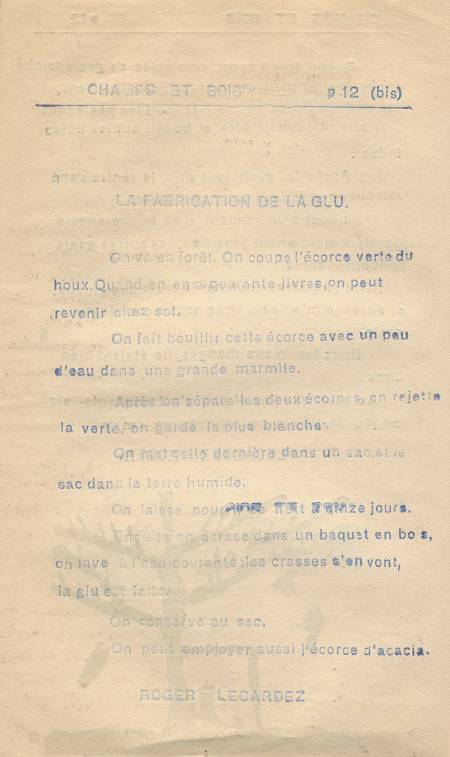 CHAMPS ET BOIS p 12 (bis)
LA FABRICATION DE LA GLU.
On va en forêt. On coupe l'écorce verte du
houx. Quand on en a quarante livres, on peut
revenir chez soi.
On fait bouillir cette écorce avec un peu
d'eau dans une grande marmite.
Après on sépare les deux écorces, on rejette
la verte, on garde la plus blanche
On met cette dernière dans un sac et le
sac dans la terre humide.
On laisse huit à quinze jours.
Ensuite on écrase dans un baquet en bois,
on lave à l'eau courante les crasses s'en vont,
la glu est faite.
On conserve au sec.
On peut employer aussi l'écorce d'acacia.
ROGER LECARDEZ